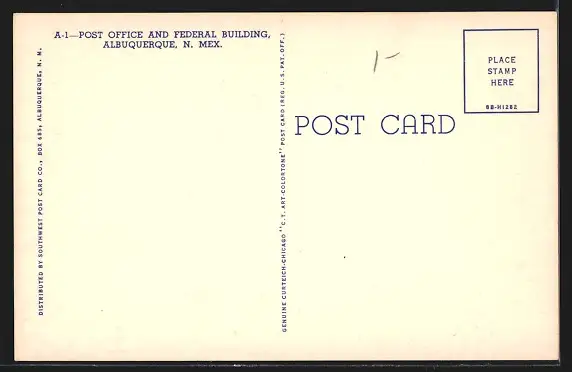 A-1—POST OFFICE AND FEDERAL BUILDING,
ALBUQUERQUE, N. MEX.
DISTRIBUTED BY SOUTHWEST POST CARD CO., BOX 685, ALBUQUERQUE, N. M.
GENUINE CURTEICH-CHICAGO "C.T. ART-COLORTONE" POST CARD (REG. U.S. PAT. OFF.)
1-
POST CARD
PLACE
STAMP
HERE
8B-H1282